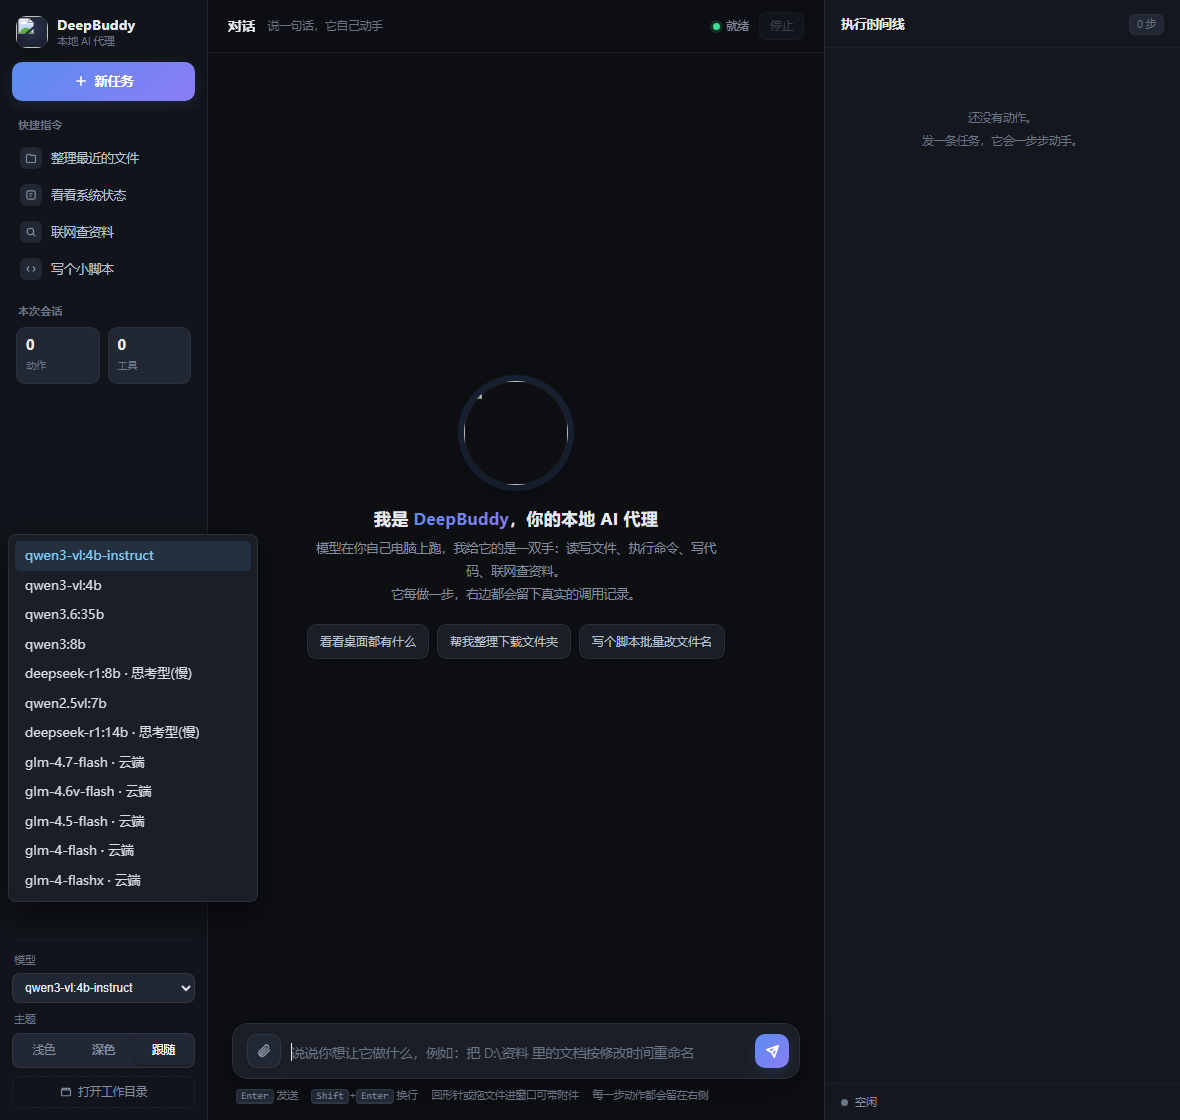 DeepBuddy
本地 AI 代理
+ 新任务
快捷指令
整理最近的文件
看看系统状态
联网查资料
写个小脚本
本次会话
0
动作
0
工具
qwen3-vl:4b-instruct
qwen3-vl:4b
qwen3.6:35b
qwen3:8b
deepseek-r1:8b · 思考型(慢)
qwen2.5vl:7b
deepseek-r1:14b · 思考型(慢)
glm-4.7-flash · 云端
glm-4.6v-flash · 云端
glm-4.5-flash · 云端
glm-4-flash · 云端
glm-4-flashx · 云端
模型
qwen3-vl:4b-instruct
主题
浅色 深色 跟随
打开工作目录
对话 说一句话，它自己动手
就绪 停止
我是 DeepBuddy，你的本地 AI 代理
模型在你自己电脑上跑，我给它的是一双手：读写文件、执行命令、写代
码、联网查资料。
它每做一步，右边都会留下真实的调用记录。
看看桌面都有什么 帮我整理下载文件夹 写个脚本批量改文件名
说说你想让它做什么，例如：把 D:\资料 里的文档按修改时间重命名
Enter 发送 Shift+Enter 换行 回形针或拖文件进窗口可带附件 每一步动作都会留在右侧
执行时间线 0 步
还没有动作。
发一条任务，它会一步步动手。
空闲